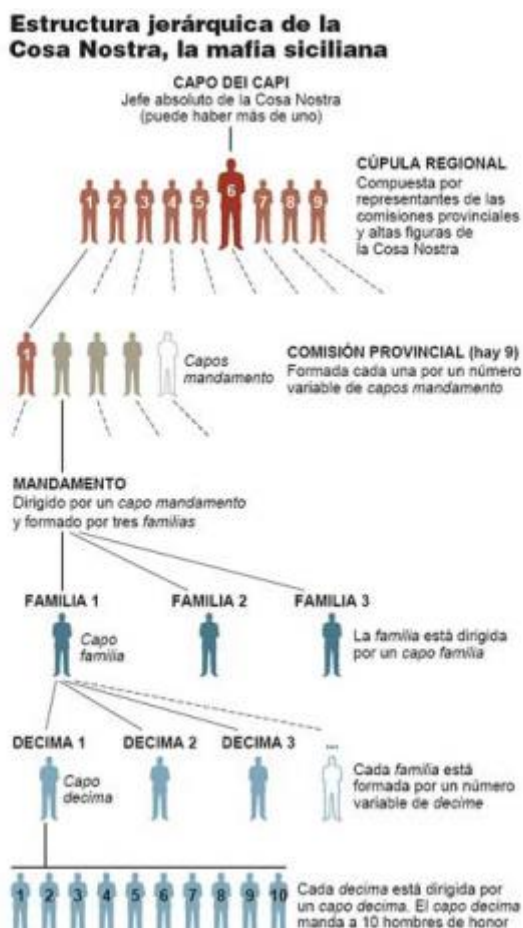 Estructura jerárquica de la
Cosa Nostra, la mafia siciliana
CAPO DEI CAPI
Jefe absoluto de la Cosa Nostra
(puede haber más de uno)
1 2 3 4 5 6 7 8 9
CÚPULA REGIONAL
Compuesta por
representantes de las
comisiones provinciales
y altas figuras de
la Cosa Nostra
1
Capos
mandamento
COMISIÓN PROVINCIAL (hay 9)
Formada cada una por un número
variable de capos mandamento
MANDAMENTO
Dirigido por un capo mandamento
y formado por tres familias
FAMILIA 1
FAMILIA 2
FAMILIA 3
Capo
familia
La familia está dirigida
por un capo familia
DECIMA 1
DECIMA 2
DECIMA 3
...
Capo
decima
Cada familia está
formada por un número
variable de decime
1 2 3 4 5 6 7 8 9 10
Cada decima está dirigida por
un capo decima. El capo decima
manda a 10 hombres de honor